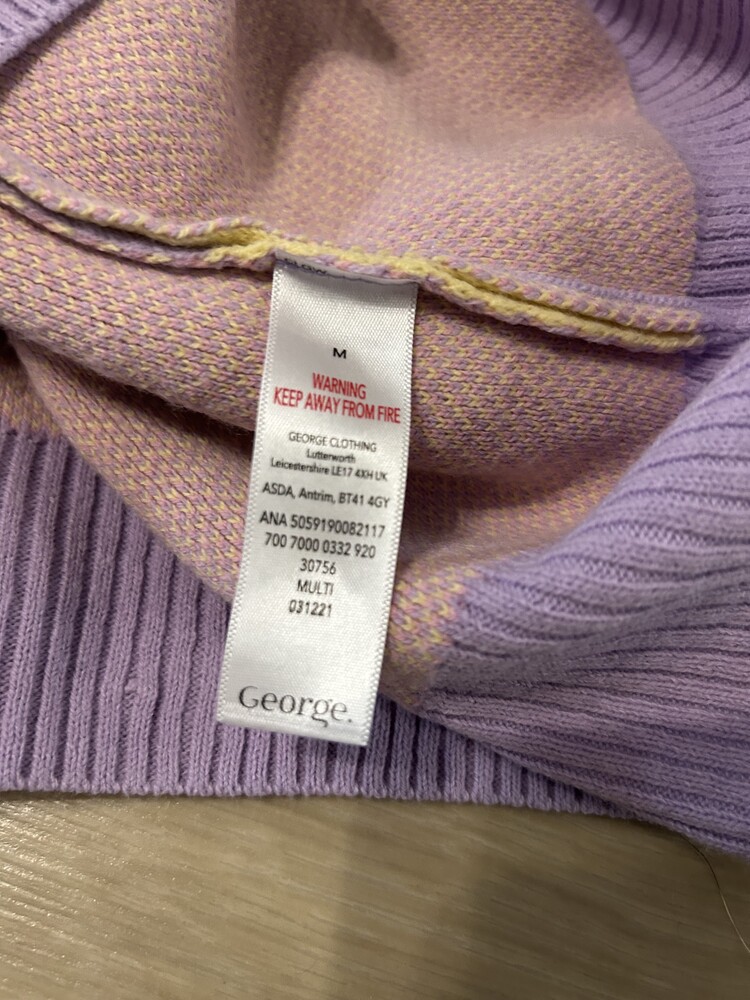 M
WARNING
KEEP AWAY FROM FIRE
GEORGE CLOTHING
Lutterworth
Leicestershire LE17 4XH UK
ASDA, Antrim, BT41 4GY
ANA 5059190082117
700 7000 0332 920
30756
MULTI
031221
George.